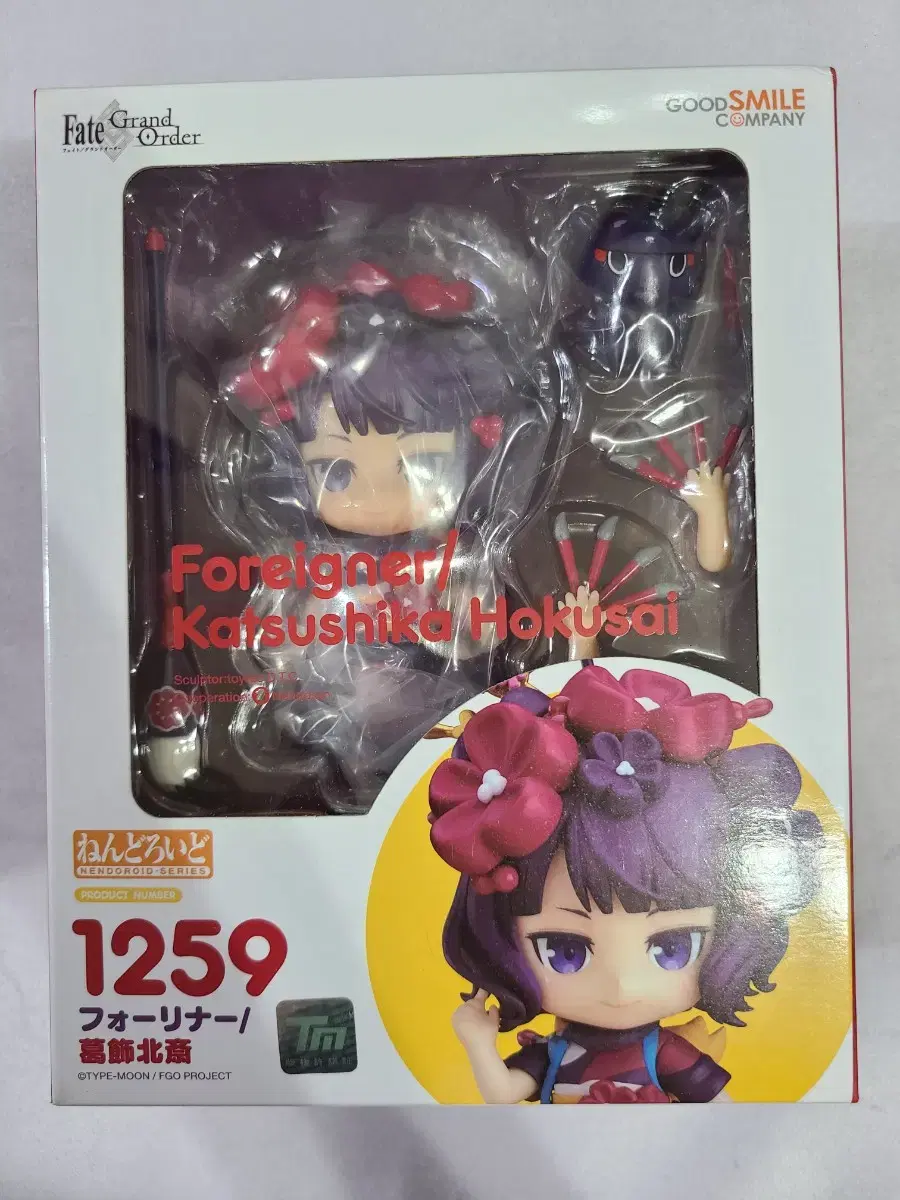 Fate Grand Order
フェイト/グランドオーダー
GOOD SMILE
COMPANY
Foreigner/
Katsushika Hokusai
ねんどろいど
NENDOROID·SERIES
PRODUCT NUMBER
1259
フォーリナー/
葛飾北斎
TM
©TYPE-MOON / FGO PROJECT